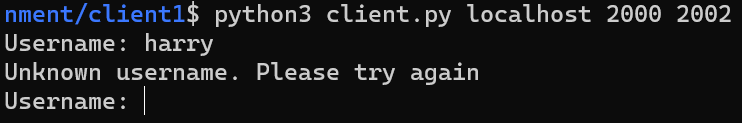 nment/client1$ python3 client.py localhost 2000 2002
Username: harry
Unknown username. Please try again
Username: